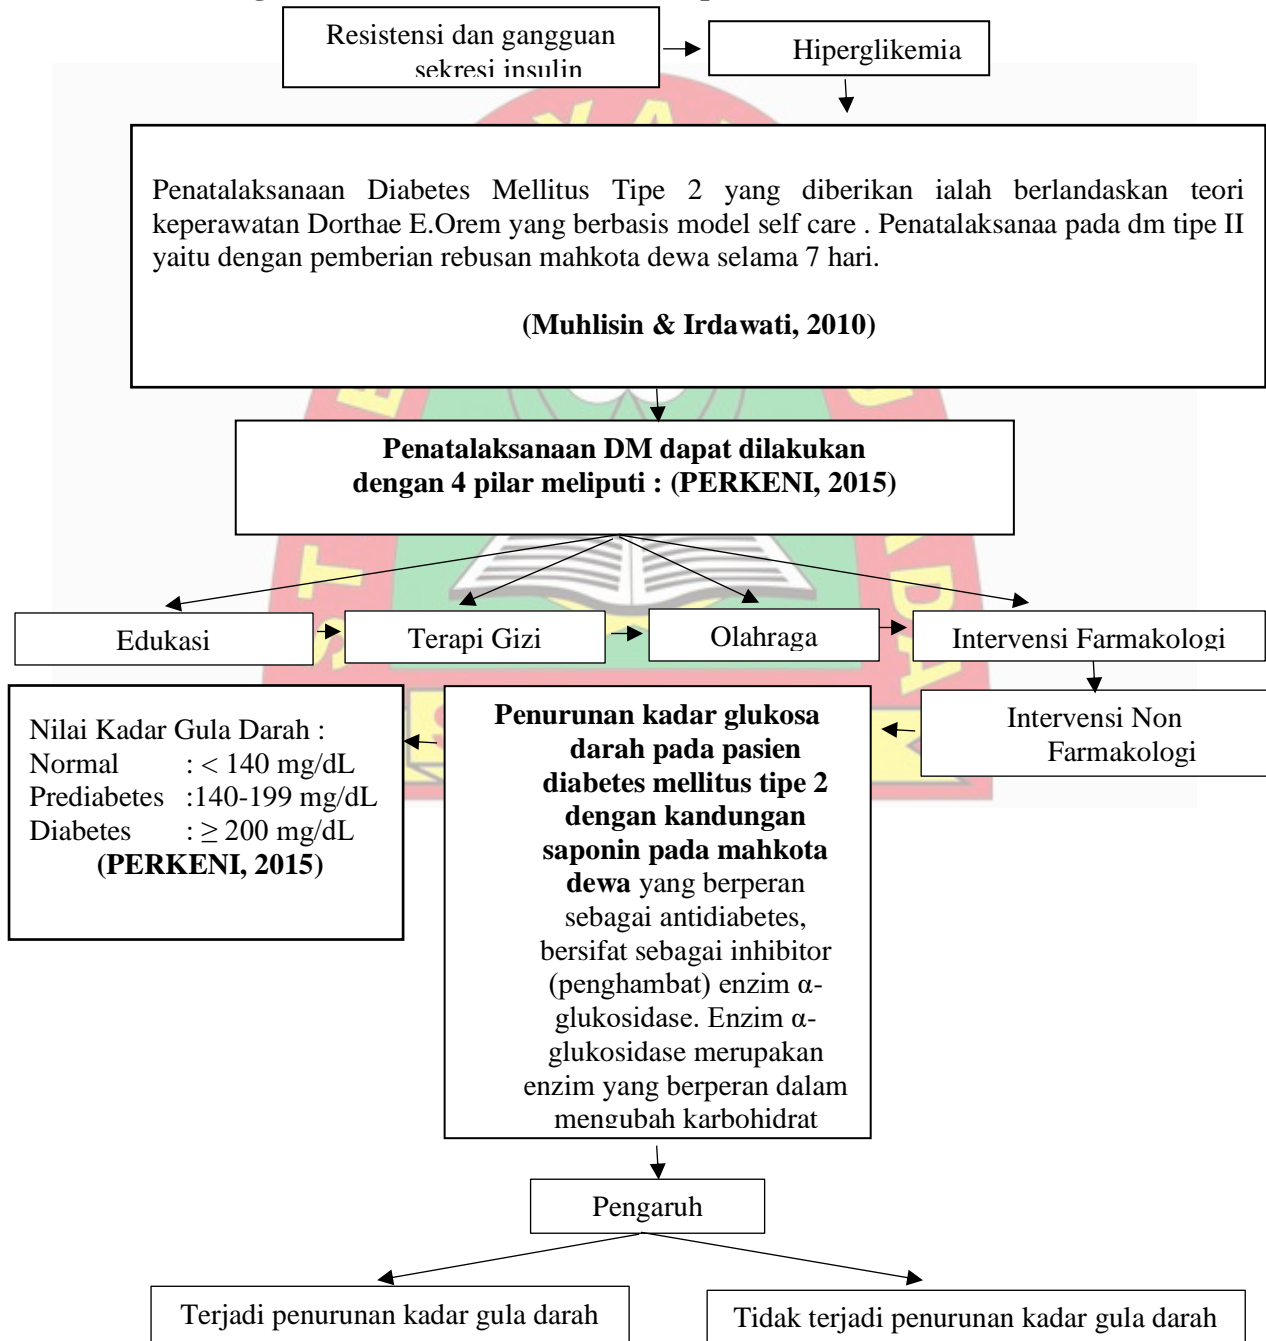 Resistensi dan gangguan
sekresi insulin
Hiperglikemia
Penatalaksanaan Diabetes Mellitus Tipe 2 yang diberikan ialah berlandaskan teori
keperawatan Dorthae E.Orem yang berbasis model self care . Penatalaksanaa pada dm tipe II
yaitu dengan pemberian rebusan mahkota dewa selama 7 hari.
(Muhlisin & Irdawati, 2010)
Penatalaksanaan DM dapat dilakukan
dengan 4 pilar meliputi : (PERKENI, 2015)
Edukasi
Terapi Gizi
Olahraga
Intervensi Farmakologi
Intervensi Non
Farmakologi
Penurunan kadar glukosa
darah pada pasien
diabetes mellitus tipe 2
dengan kandungan
saponin pada mahkota
dewa yang berperan
sebagai antidiabetes,
bersifat sebagai inhibitor
(penghambat) enzim α-
glukosidase. Enzim α-
glukosidase merupakan
enzim yang berperan dalam
mengubah karbohidrat
Nilai Kadar Gula Darah :
Normal : < 140 mg/dL
Prediabetes :140-199 mg/dL
Diabetes : ≥ 200 mg/dL
(PERKENI, 2015)
Pengaruh
Terjadi penurunan kadar gula darah
Tidak terjadi penurunan kadar gula darah